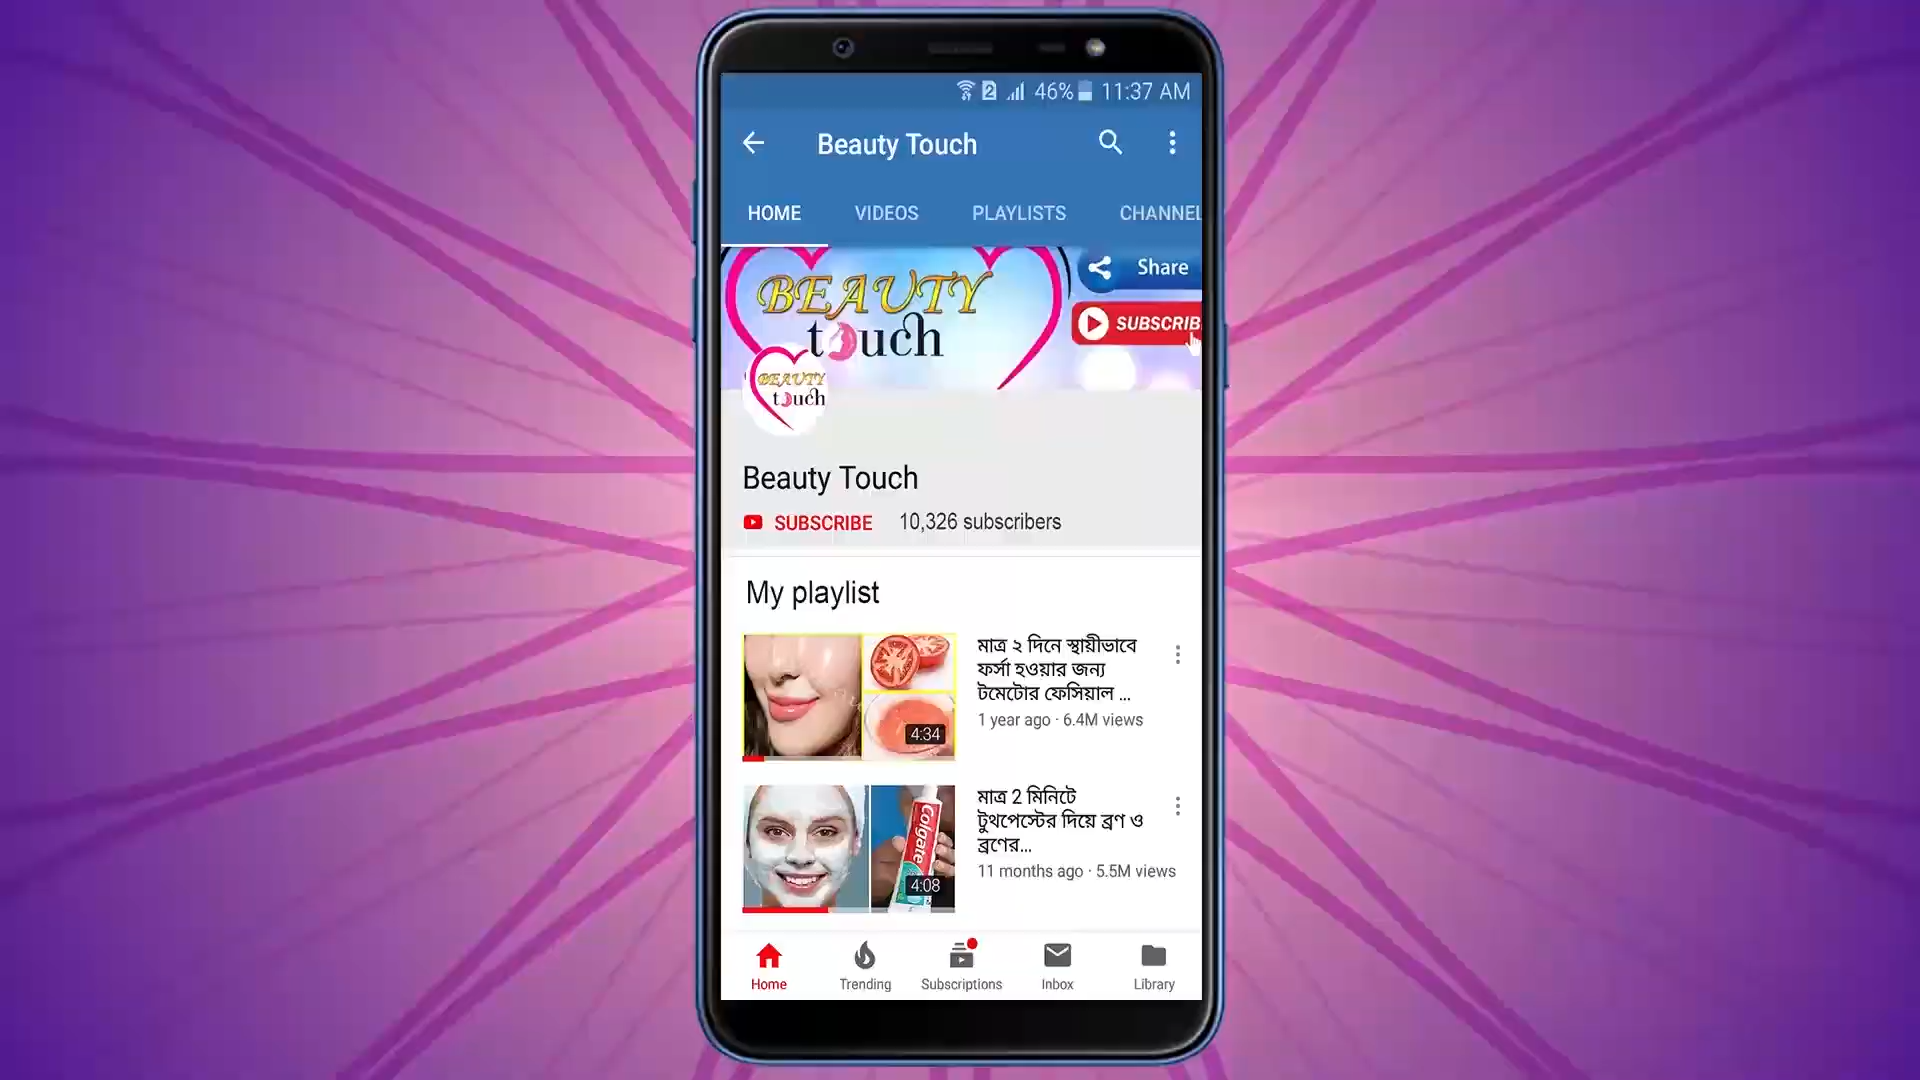 2 46% 11:37 AM
Beauty Touch
HOME VIDEOS PLAYLISTS CHANNEL
BEAUTY
touch
Share
SUBSCRIB
BEAUTY
touch
Beauty Touch
SUBSCRIBE 10,326 subscribers
My playlist
মাত্র ২ দিনে স্থায়ীভাবে
ফর্সা হওয়ার জন্য
টমেটোর ফেসিয়াল ...
1 year ago · 6.4M views
4:34
মাত্র 2 মিনিটে
টুথপেস্টের দিয়ে ব্রণ ও
ব্রণের...
11 months ago · 5.5M views
Colgate
4:08
Home Trending Subscriptions Inbox Library